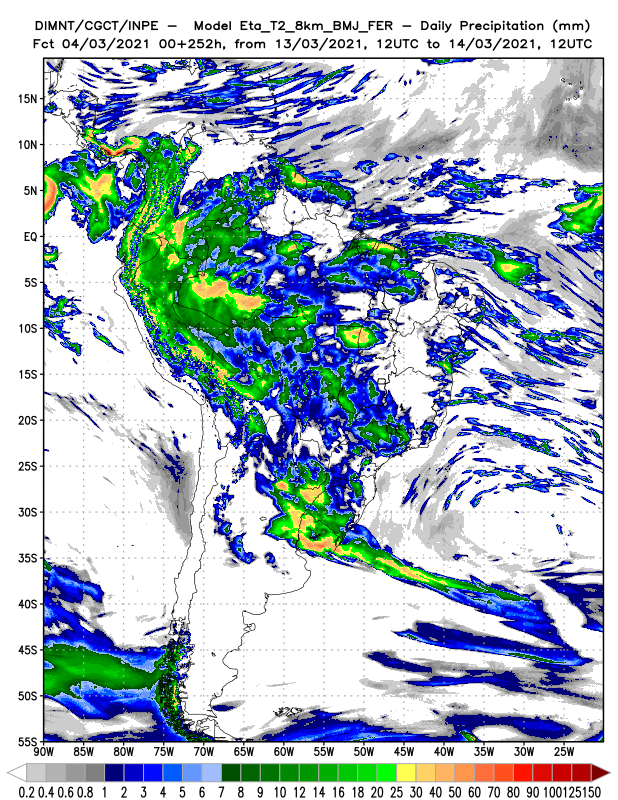 DIMNT/CGCT/INPE – Model Eta_T2_8km_BMJ_FER – Daily Precipitation (mm)
Fct 04/03/2021 00+252h, from 13/03/2021, 12UTC to 14/03/2021, 12UTC
15N
10N
5N
EQ
5S
10S
15S
20S
25S
30S
35S
40S
45S
50S
55S
90W 85W 80W 75W 70W 65W 60W 55W 50W 45W 40W 35W 30W 25W
0.2 0.4 0.6 0.8 1 2 3 4 5 6 7 8 9 10 12 14 16 18 20 25 30 40 50 60 70 80 90 100 125 150